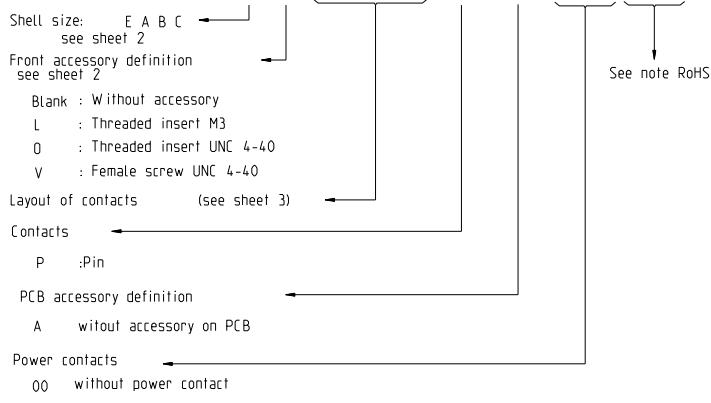 Shell size: E A B C
see sheet 2
Front accessory definition
see sheet 2
Blank : Without accessory
L : Threaded insert M3
O : Threaded insert UNC 4-40
V : Female screw UNC 4-40
Layout of contacts (see sheet 3)
Contacts
P :Pin
PCB accessory definition
A witout accessory on PCB
Power contacts
00 without power contact
See note RoHS